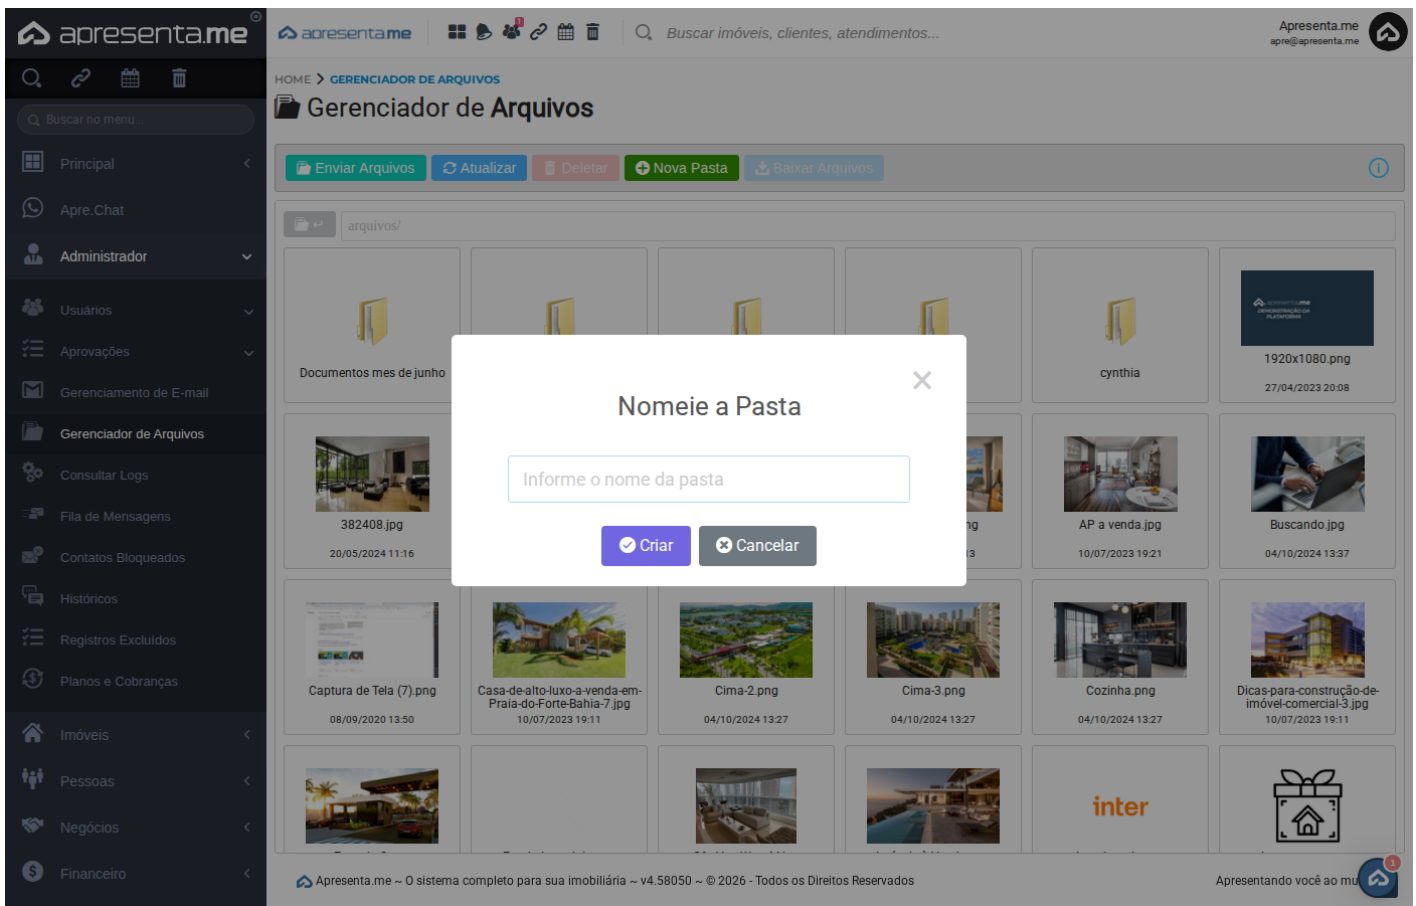 apresenta.me
apresenta.me
1
Buscar imóveis, clientes, atendimentos...
Apresenta.me
apre@apresenta.me
HOME > GERENCIADOR DE ARQUIVOS
Gerenciador de Arquivos
Buscar no menu...
Principal
Apre.Chat
Administrador
Usuários
Aprovações
Gerenciamento de E-mail
Gerenciador de Arquivos
Consultar Logs
Fila de Mensagens
Contatos Bloqueados
Históricos
Registros Excluídos
Planos e Cobranças
Imóveis
Pessoas
Negócios
Financeiro
Enviar Arquivos
Atualizar
Deletar
Nova Pasta
Baixar Arquivos
arquivos/
Documentos mes de junho
cynthia
apresenta.me
DEMONSTRAÇÃO DA
PLATAFORMA
1920x1080.png
27/04/2023 20:08
Nomeie a Pasta
Informe o nome da pasta
Criar
Cancelar
382408.jpg
20/05/2024 11:16
AP a venda.jpg
10/07/2023 19:21
Buscando.jpg
04/10/2024 13:37
Captura de Tela (7).png
08/09/2020 13:50
Casa-de-alto-luxo-a-venda-em-
Praia-do-Forte-Bahia-7.jpg
10/07/2023 19:11
Cima-2.png
04/10/2024 13:27
Cima-3.png
04/10/2024 13:27
Cozinha.png
04/10/2024 13:27
Dicas-para-construção-de-
imóvel-comercial-3.jpg
10/07/2023 19:11
inter
Apresenta.me ~ O sistema completo para sua imobiliária ~ v4.58050 ~ © 2026 - Todos os Direitos Reservados
Apresentando você ao mu
1